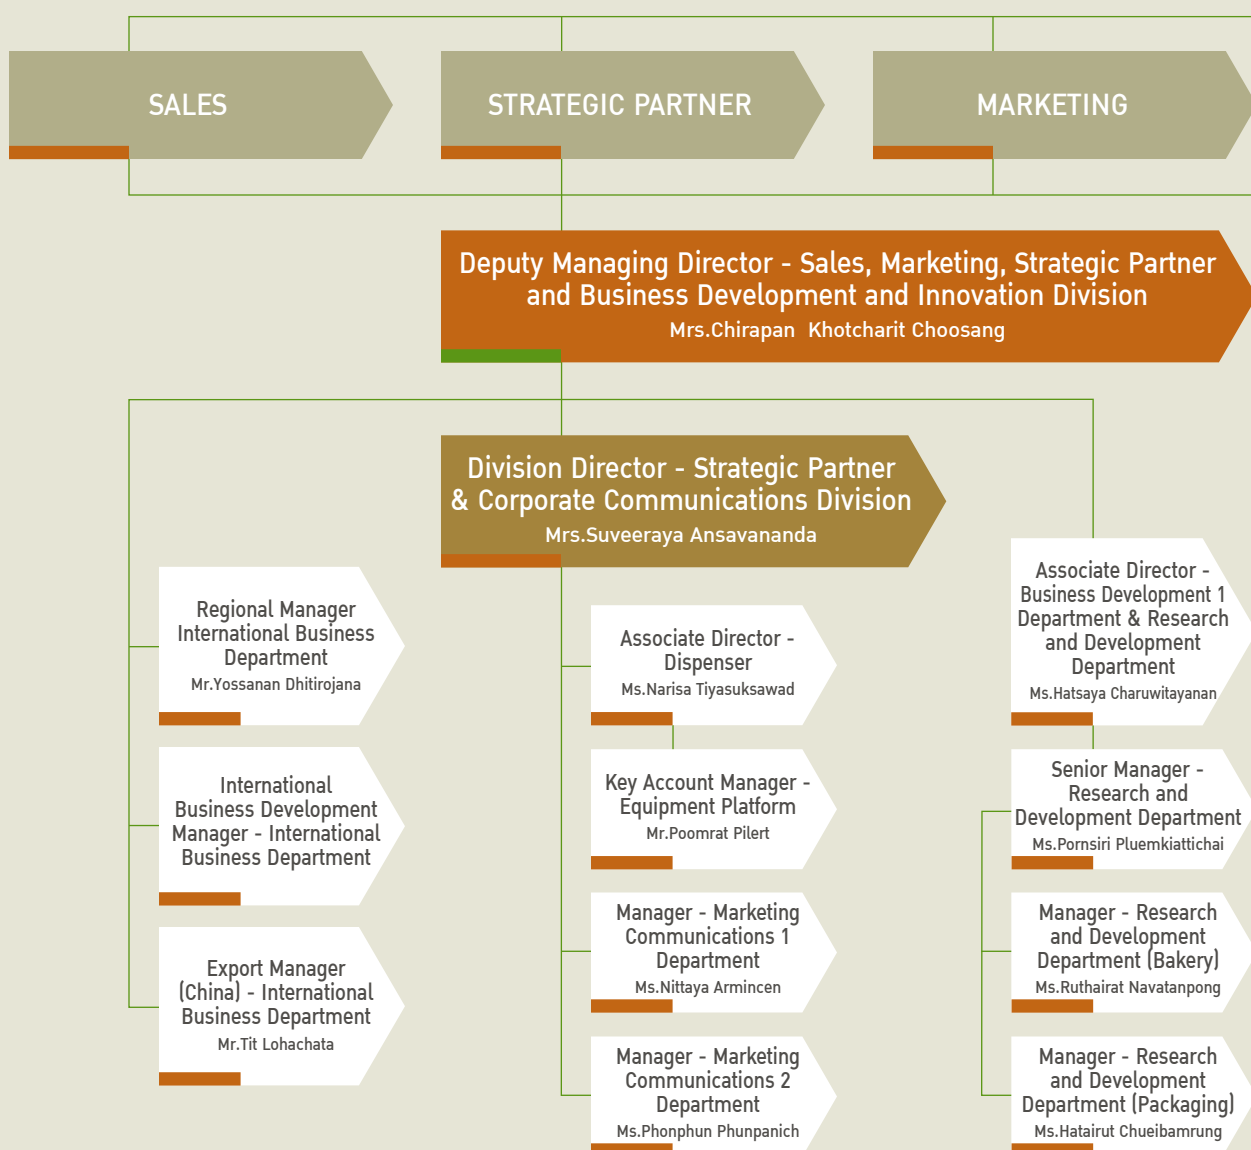 SALES
STRATEGIC PARTNER
MARKETING
Deputy Managing Director - Sales, Marketing, Strategic Partner
and Business Development and Innovation Division
Mrs.Chirapan Khotcharit Choosang
Division Director - Strategic Partner
& Corporate Communications Division
Mrs.Suveeraya Ansavananda
Regional Manager
International Business
Department
Mr.Yossanan Dhitirojana
International
Business Development
Manager - International
Business Department
Export Manager
(China) - International
Business Department
Mr.Tit Lohachata
Associate Director -
Dispenser
Ms.Narisa Tiyasuksawad
Key Account Manager -
Equipment Platform
Mr.Poomrat Pilert
Manager - Marketing
Communications 1
Department
Ms.Nittaya Armincen
Manager - Marketing
Communications 2
Department
Ms.Phonphun Phunpanich
Associate Director -
Business Development 1
Department & Research
and Development
Department
Ms.Hatsaya Charuwitayanan
Senior Manager -
Research and
Development Department
Ms.Pornsiri Pluemkiattichai
Manager - Research
and Development
Department (Bakery)
Ms.Ruthairat Navatanpong
Manager - Research
and Development
Department (Packaging)
Ms.Hatairut Chueibamrung